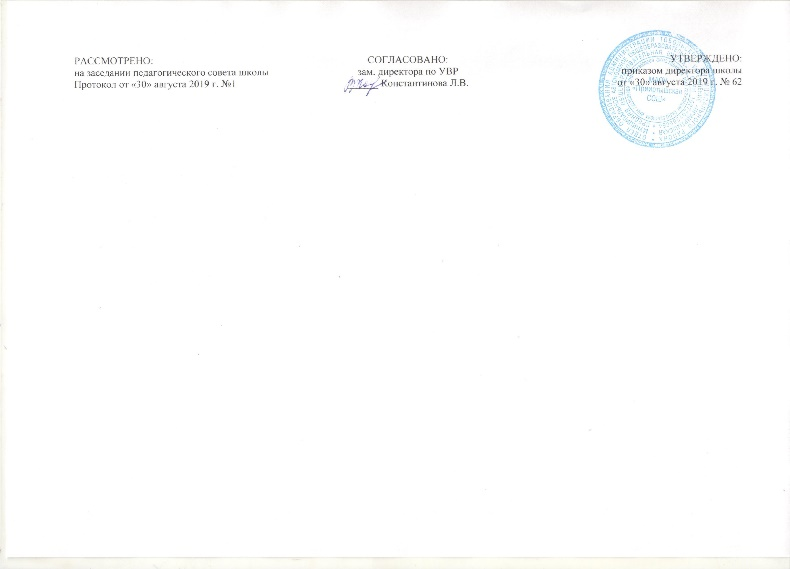 РАССМОТРЕНО:
на заседании педагогического совета школы
Протокол от «30» августа 2019 г. №1
СОГЛАСОВАНО:
зам. директора по УВР
Константинова Л.В.
УТВЕРЖДЕНО:
приказом директора школы
от «30» августа 2019 г. № 62